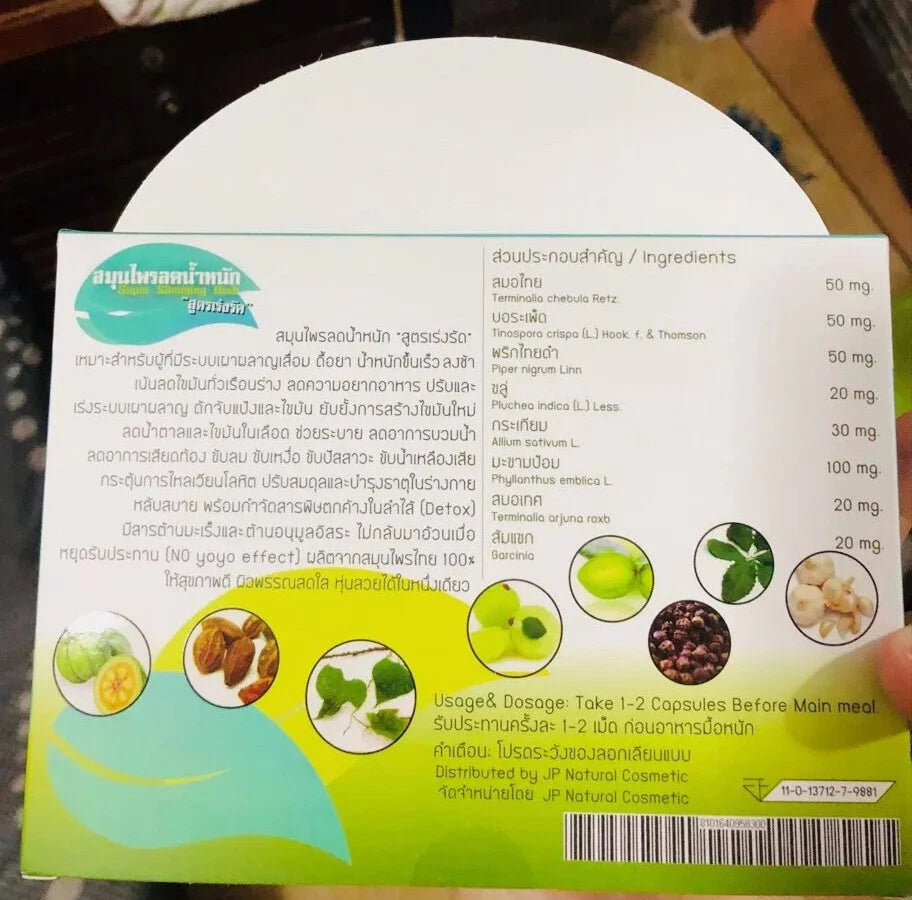 สมุนไพรลดน้ำหนัก
Super Slimming Herb
"สูตรเร่งรัด"
สมุนไพรลดน้ำหนัก "สูตรเร่งรัด"
เหมาะสำหรับผู้ที่มีระบบเผาผลาญเสื่อม ดื้อยา น้ำหนักขึ้นเร็ว ลงช้า
เน้นลดไขมันทั่วเรือนร่าง ลดความอยากอาหาร ปรับและ
เร่งระบบเผาผลาญ ดักจับแป้งและไขมัน ยับยั้งการสร้างไขมันใหม่
ลดน้ำตาลและไขมันในเลือด ช่วยระบาย ลดอาการบวมน้ำ
ลดอาการเสียดท้อง ขับลม ขับเหงื่อ ขับปัสสาวะ ขับน้ำเหลืองเสีย
กระตุ้นการไหลเวียนโลหิต ปรับสมดุลและบำรุงธาตุในร่างกาย
หลับสบาย พร้อมกำจัดสารพิษตกค้างในลำไส้ (Detox)
มีสารต้านมะเร็งและต้านอนุมูลอิสระ ไม่กลับมาอ้วนเมื่อ
หยุดรับประทาน (NO yoyo effect) ผลิตจากสมุนไพรไทย 100%
ให้สุขภาพดี ผิวพรรณสดใส หุ่นสวยได้ในหนึ่งเดียว
ส่วนประกอบสำคัญ / Ingredients
สมอไทย 50 mg.
Terminalia chebula Retz.
บอระเพ็ด 50 mg.
Tinospora crispa (L.) Hook. f. & Thomson
พริกไทยดำ 50 mg.
Piper nigrum Linn
ขลู่ 20 mg.
Pluchea indica (L.) Less.
กระเทียม 30 mg.
Allium sativum L.
มะขามป้อม 100 mg.
Phyllanthus emblica L.
สมอเทศ 20 mg.
Terminalia arjuna roxb
ส้มแขก 20 mg.
Garcinia
Usage& Dosage: Take 1-2 Capsules Before Main meal.
รับประทานครั้งละ 1-2 เม็ด ก่อนอาหารมื้อหนัก
คำเตือน: โปรดระวังของลอกเลียนแบบ
Distributed by JP Natural Cosmetic
จัดจำหน่ายโดย JP Natural Cosmetic
11-0-13712-7-9881
8101640958300